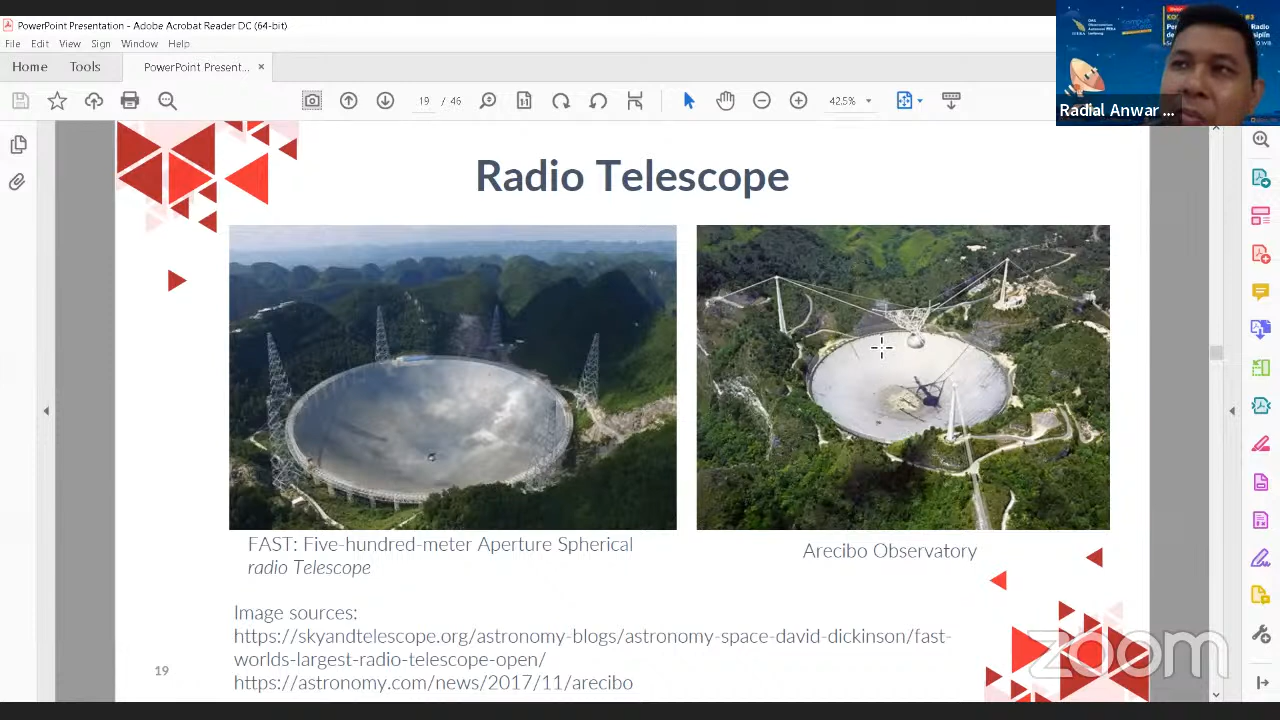 PowerPoint Presentation - Adobe Acrobat Reader DC (64-bit)
File Edit View Sign Window Help
Home Tools PowerPoint Present... ×
19 / 46 42.5%
Radial Anwar ...
Radio Telescope
FAST: Five-hundred-meter Aperture Spherical
radio Telescope
Arecibo Observatory
Image sources:
https://skyandtelescope.org/astronomy-blogs/astronomy-space-david-dickinson/fast-
worlds-largest-radio-telescope-open/
https://astronomy.com/news/2017/11/arecibo
19
zoom